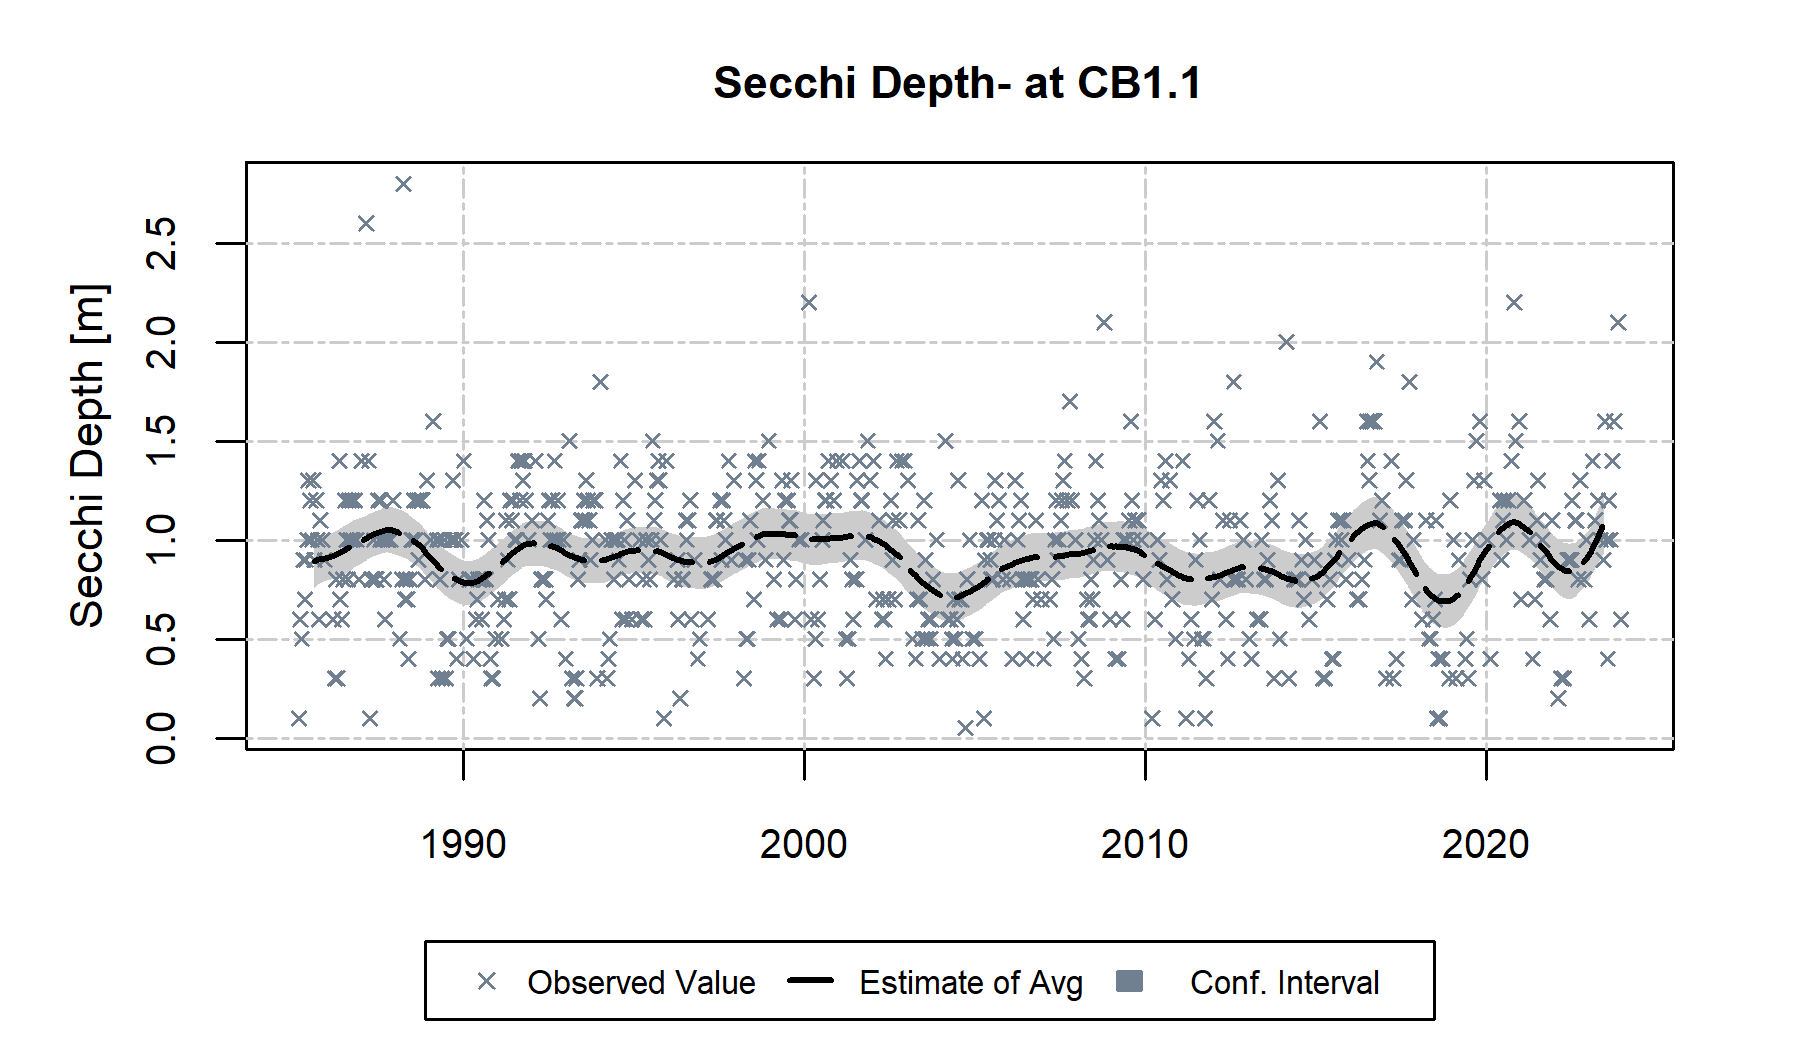 Secchi Depth- at CB1.1
Secchi Depth [m]
2.5
2.0
1.5
1.0
0.5
0.0
1990 2000 2010 2020
Observed Value Estimate of Avg Conf. Interval